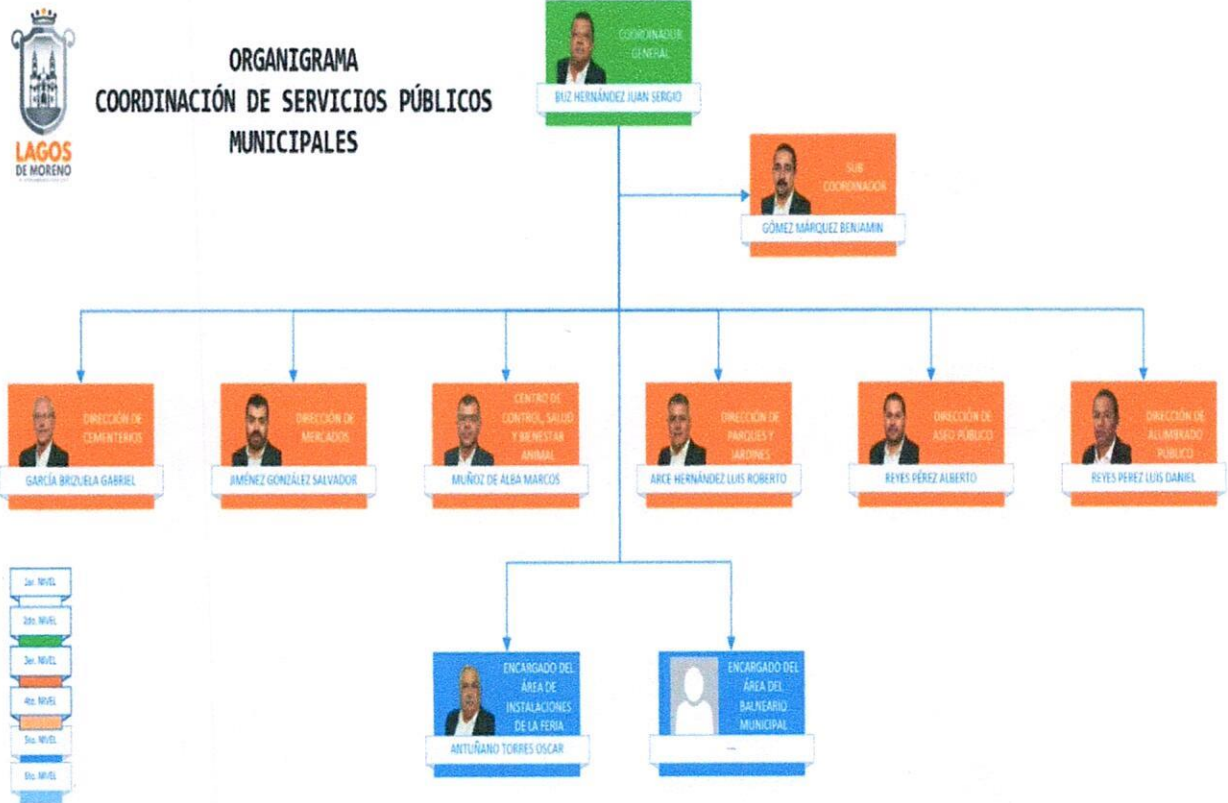 ORGANIGRAMA
COORDINACIÓN DE SERVICIOS PÚBLICOS
MUNICIPALES
LAGOS
DE MORENO
COORDINADOR
GENERAL
BUZ HERNÁNDEZ JUAN SERGIO
SUB
COORDINADOR
GÓMEZ MÁRQUEZ BENJAMIN
DIRECCIÓN DE
CEMENTERIOS
GARCÍA BRIZUELA GABRIEL
DIRECCIÓN DE
MERCADOS
JIMÉNEZ GONZÁLEZ SALVADOR
CENTRO DE
CONTROL, SALUD
Y BIENESTAR
ANIMAL
MUÑOZ DE ALBA MARCOS
DIRECCIÓN DE
PARQUES Y
JARDINES
ARCE HERNÁNDEZ LUIS ROBERTO
DIRECCIÓN DE
ASEO PÚBLICO
REYES PÉREZ ALBERTO
DIRECCIÓN DE
ALUMBRADO
PÚBLICO
REYES PEREZ LUIS DANIEL
1er. NIVEL
2do. NIVEL
3er. NIVEL
4to. NIVEL
5to. NIVEL
6to. NIVEL
ENCARGADO DEL
ÁREA DE
INSTALACIONES
DE LA FERIA
ANTUÑANO TORRES OSCAR
ENCARGADO DEL
ÁREA DEL
BALNEARIO
MUNICIPAL
---